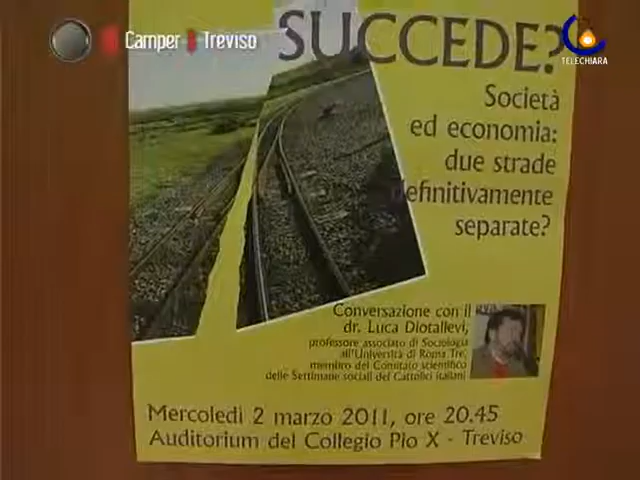 Camper Treviso
TELECHIARA
SUCCEDE?
Società
ed economia:
due strade
definitivamente
separate?
Conversazione con il
dr. Luca Diotallevi,
professore associato di Sociologia
all'Università di Roma Tre,
membro del Comitato scientifico
delle Settimane sociali dei Cattolici italiani
Mercoledì 2 marzo 2011, ore 20.45
Auditorium del Collegio Pio X - Treviso